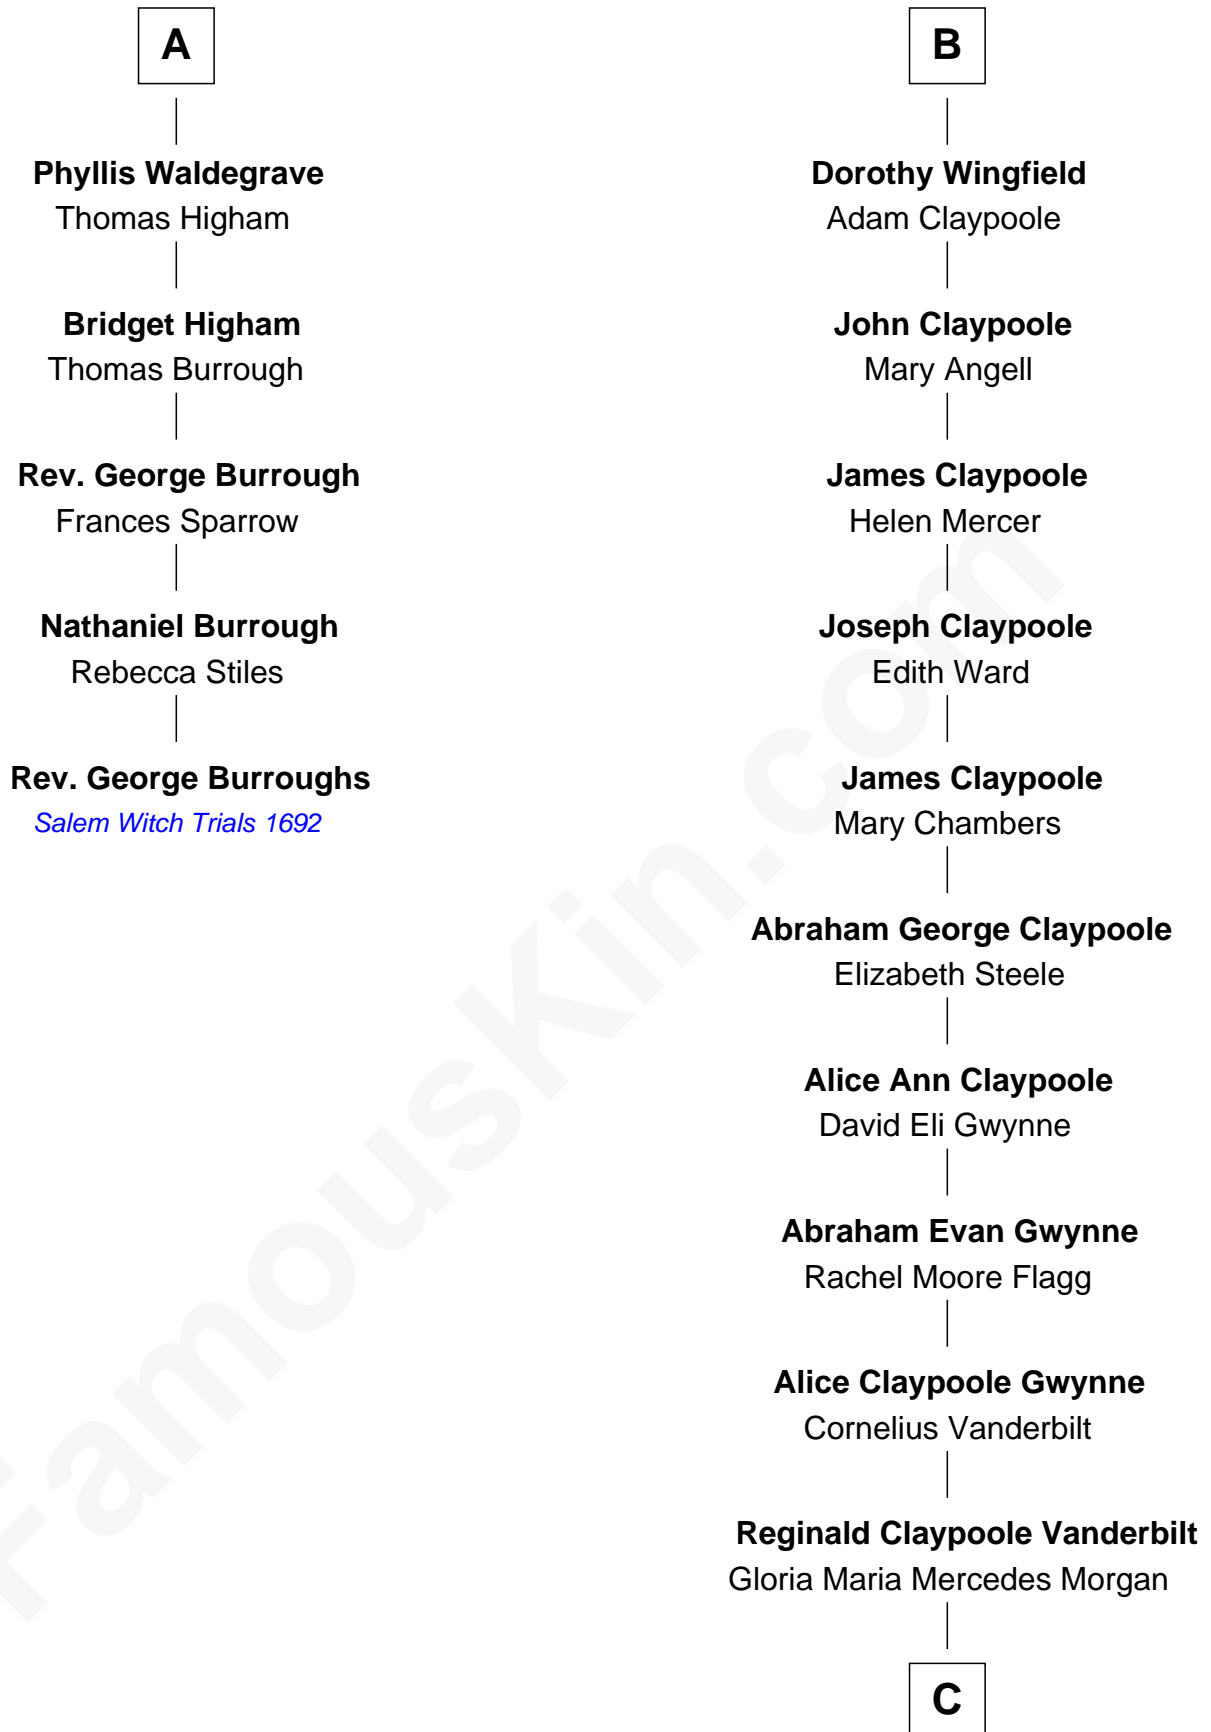 A
Phyllis Waldegrave
Thomas Higham
Bridget Higham
Thomas Burrough
Rev. George Burrough
Frances Sparrow
Nathaniel Burrough
Rebecca Stiles
Rev. George Burroughs
Salem Witch Trials 1692
B
Dorothy Wingfield
Adam Claypoole
John Claypoole
Mary Angell
James Claypoole
Helen Mercer
Joseph Claypoole
Edith Ward
James Claypoole
Mary Chambers
Abraham George Claypoole
Elizabeth Steele
Alice Ann Claypoole
David Eli Gwynne
Abraham Evan Gwynne
Rachel Moore Flagg
Alice Claypoole Gwynne
Cornelius Vanderbilt
Reginald Claypoole Vanderbilt
Gloria Maria Mercedes Morgan
C
FamousKin.com